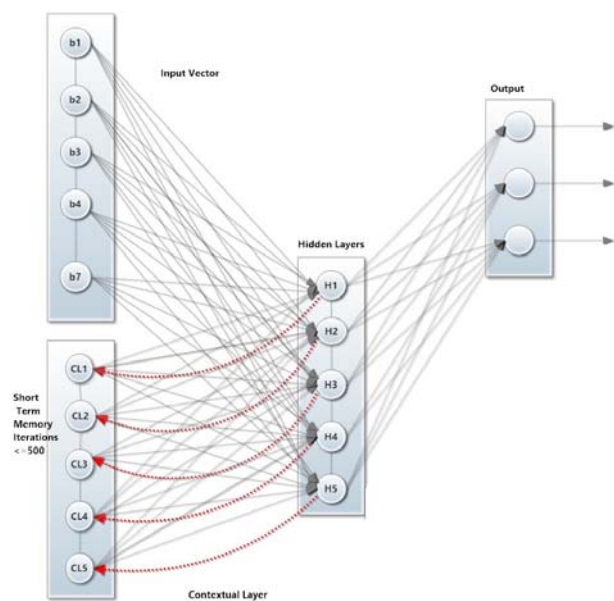 b1
b2
b3
b4
b7
Input Vector
Output
Hidden Layers
H1
H2
H3
H4
H5
Short
Term
Memory
Iterations
<=500
CL1
CL2
CL3
CL4
CL5
Contextual Layer